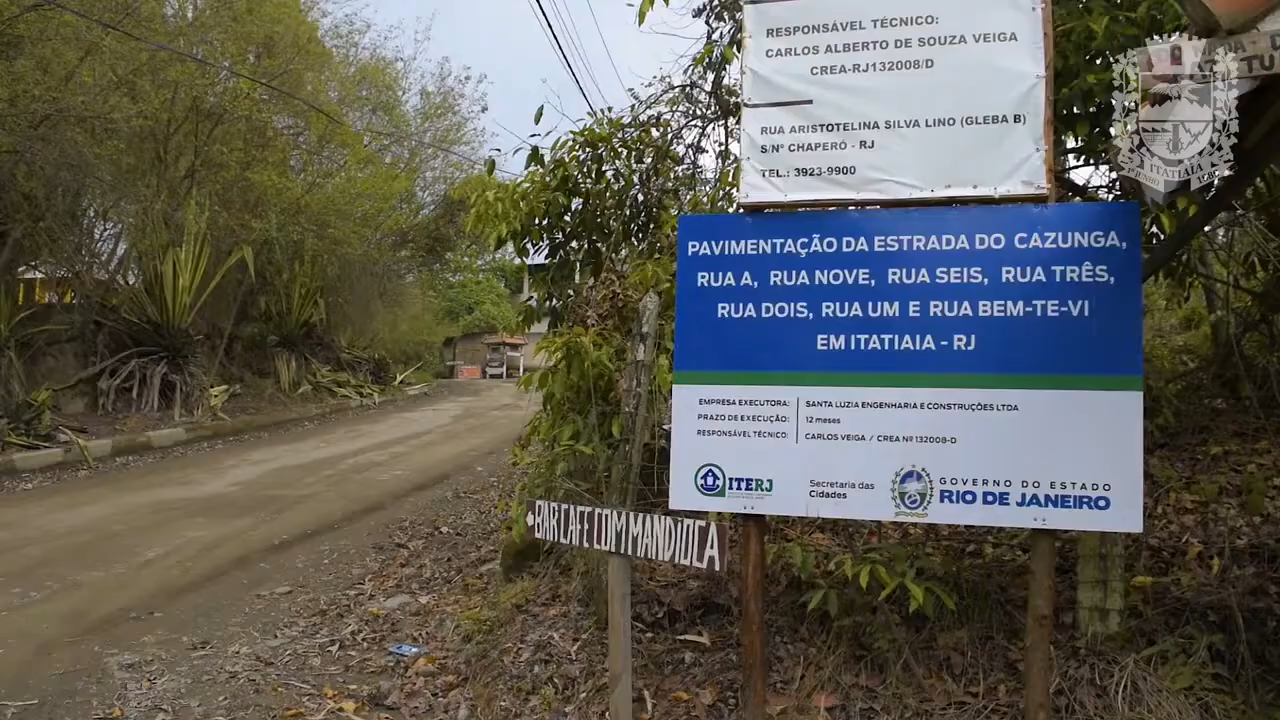 RESPONSÁVEL TÉCNICO:
CARLOS ALBERTO DE SOUZA VEIGA
CREA-RJ132008/D
RUA ARISTOTELINA SILVA LINO (GLEBA B)
S/Nº CHAPERÓ - RJ
TEL.: 3923-9900
ITATIAIA
1º JUNHO
PAVIMENTAÇÃO DA ESTRADA DO CAZUNGA,
RUA A, RUA NOVE, RUA SEIS, RUA TRÊS,
RUA DOIS, RUA UM E RUA BEM-TE-VI
EM ITATIAIA - RJ
EMPRESA EXECUTORA: SANTA LUZIA ENGENHARIA E CONSTRUÇÕES LTDA
PRAZO DE EXECUÇÃO: 12 meses
RESPONSÁVEL TÉCNICO: CARLOS VEIGA / CREA Nº 132008-D
ITERJ
Secretaria das
Cidades
GOVERNO DO ESTADO
RIO DE JANEIRO
BAR CAFE COM MANDIOCA